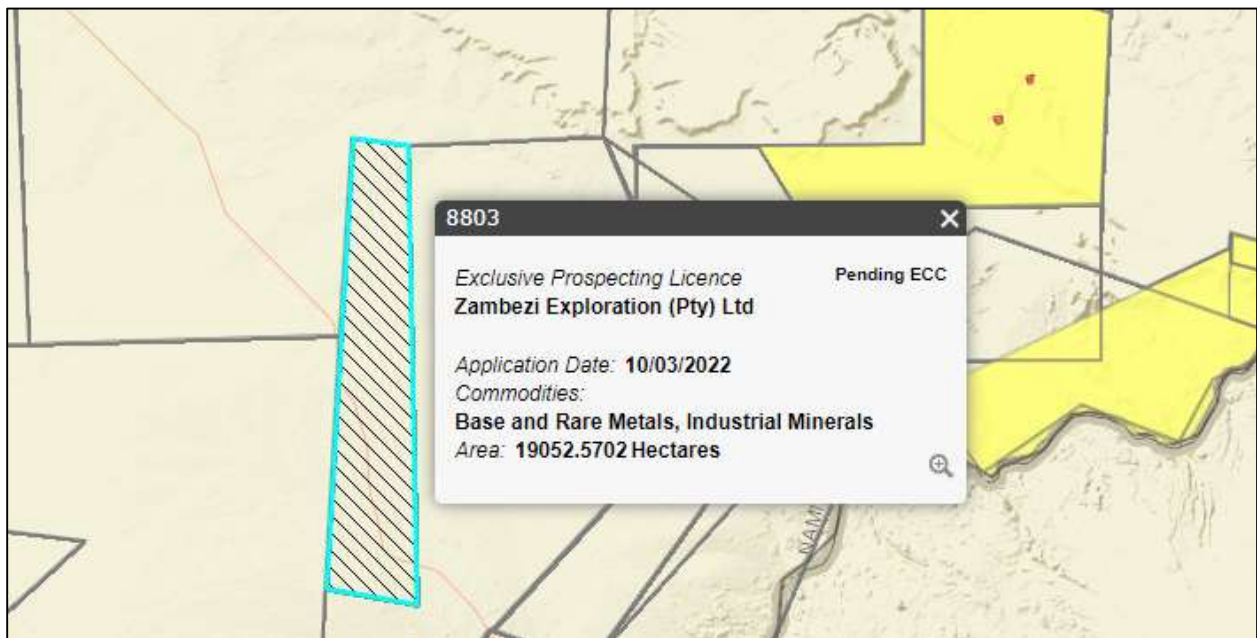 8803
Exclusive Prospecting Licence
Pending ECC
Zambezi Exploration (Pty) Ltd
Application Date: 10/03/2022
Commodities:
Base and Rare Metals, Industrial Minerals
Area: 19052.5702 Hectares
NAMI